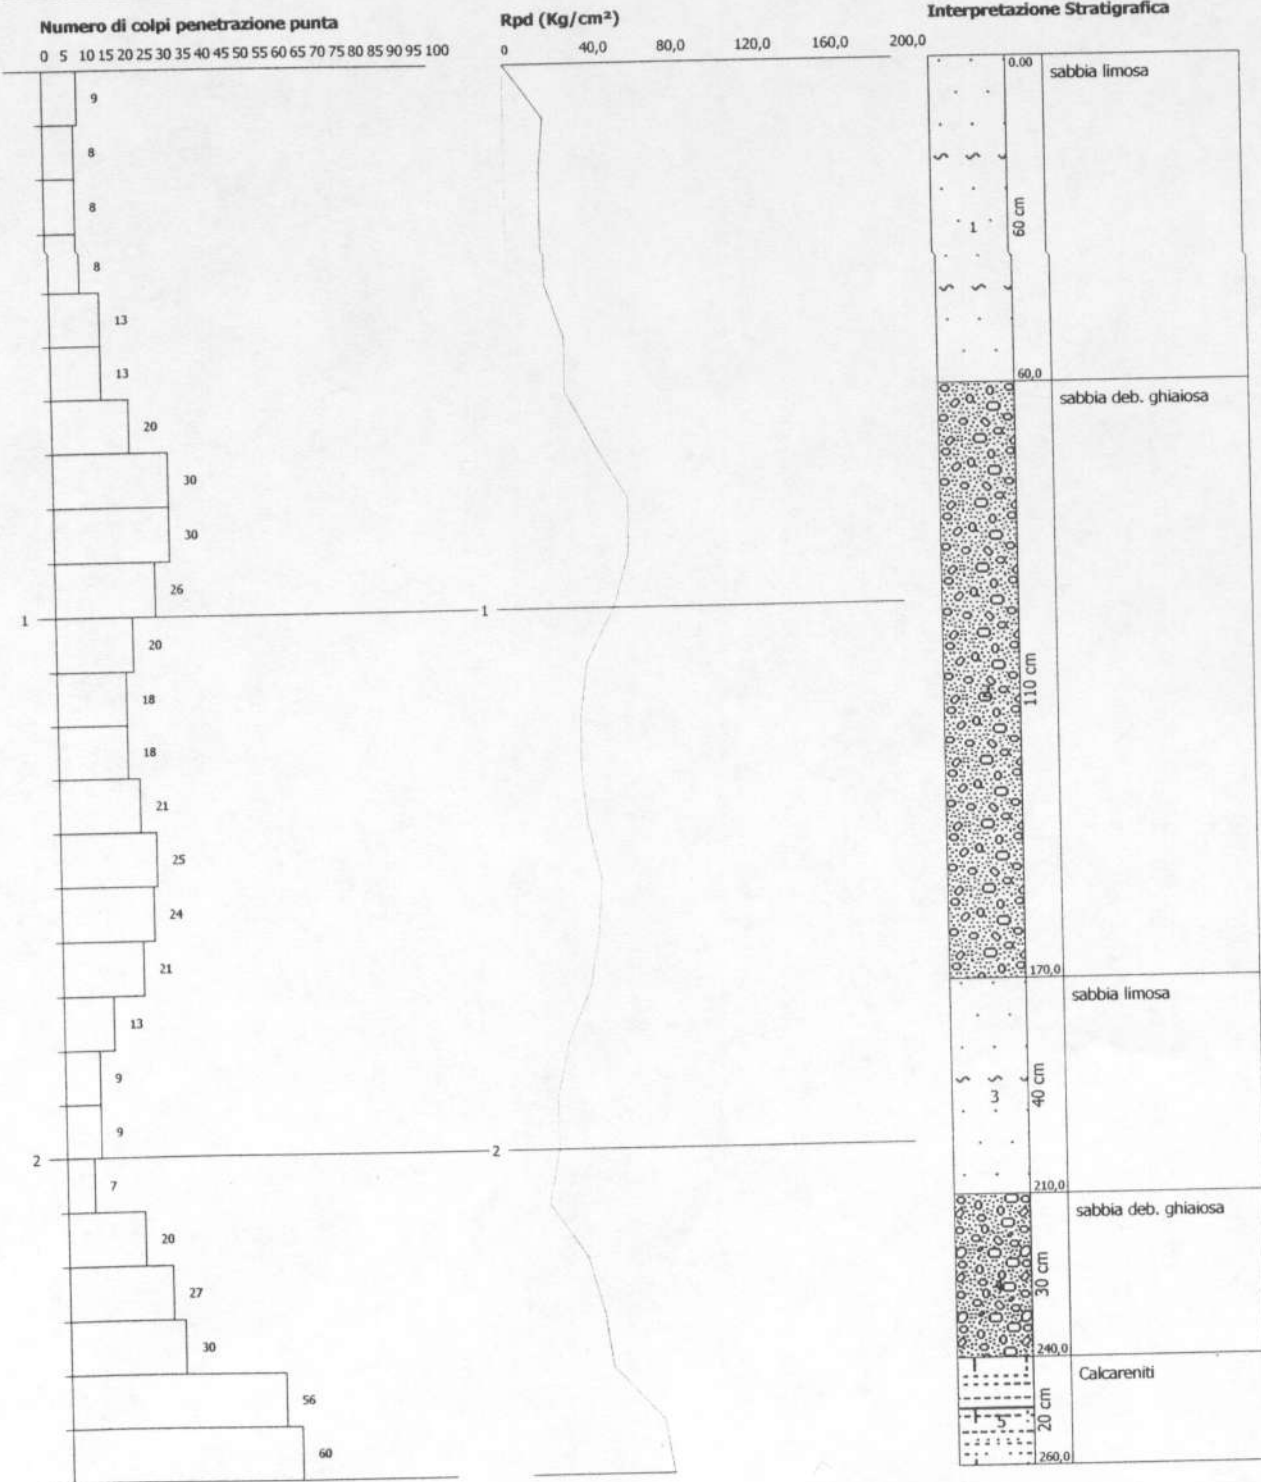 Numero di colpi penetrazione punta
0 5 10 15 20 25 30 35 40 45 50 55 60 65 70 75 80 85 90 95 100
9
8
8
8
13
13
20
30
30
26
1
20
18
18
21
25
24
21
13
9
9
2
7
20
27
30
56
60
Rpd (Kg/cm²)
0 40,0 80,0 120,0 160,0 200,0
1
2
Interpretazione Stratigrafica
0.00
sabbia limosa
1
60 cm
60,0
sabbia deb. ghiaiosa
110 cm
170,0
sabbia limosa
3
40 cm
210,0
sabbia deb. ghiaiosa
4
30 cm
240,0
Calcareniti
5
20 cm
260,0